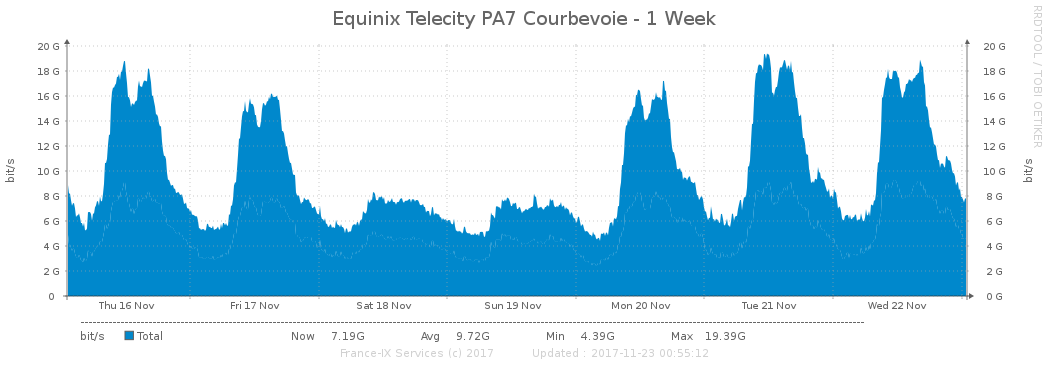 Equinix Telecity PA7 Courbevoie - 1 Week
RRDTOOL / TOBI OETIKER
20 G 20 G
18 G 18 G
16 G 16 G
14 G 14 G
12 G 12 G
10 G 10 G
8 G 8 G
6 G 6 G
4 G 4 G
2 G 2 G
0 0 G
bit/s bit/s
Thu 16 Nov Fri 17 Nov Sat 18 Nov Sun 19 Nov Mon 20 Nov Tue 21 Nov Wed 22 Nov
bit/s Total Now 7.19G Avg 9.72G Min 4.39G Max 19.39G
France-IX Services (c) 2017 Updated : 2017-11-23 00:55:12